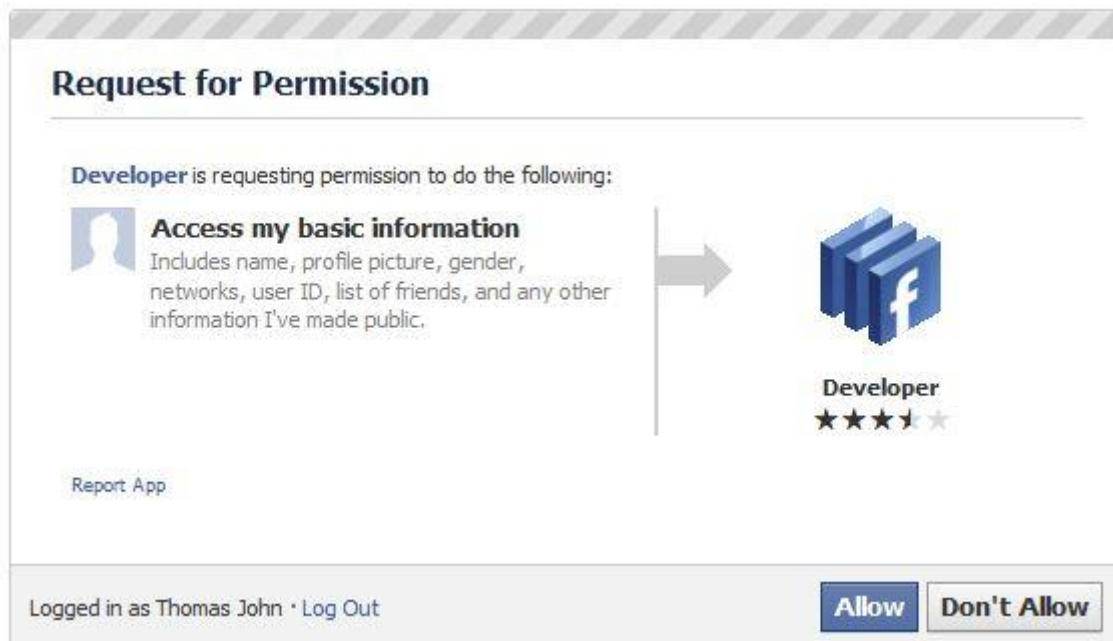 Request for Permission
Developer is requesting permission to do the following:
Access my basic information
Includes name, profile picture, gender,
networks, user ID, list of friends, and any other
information I've made public.
Developer
Report App
Logged in as Thomas John · Log Out
Allow
Don't Allow